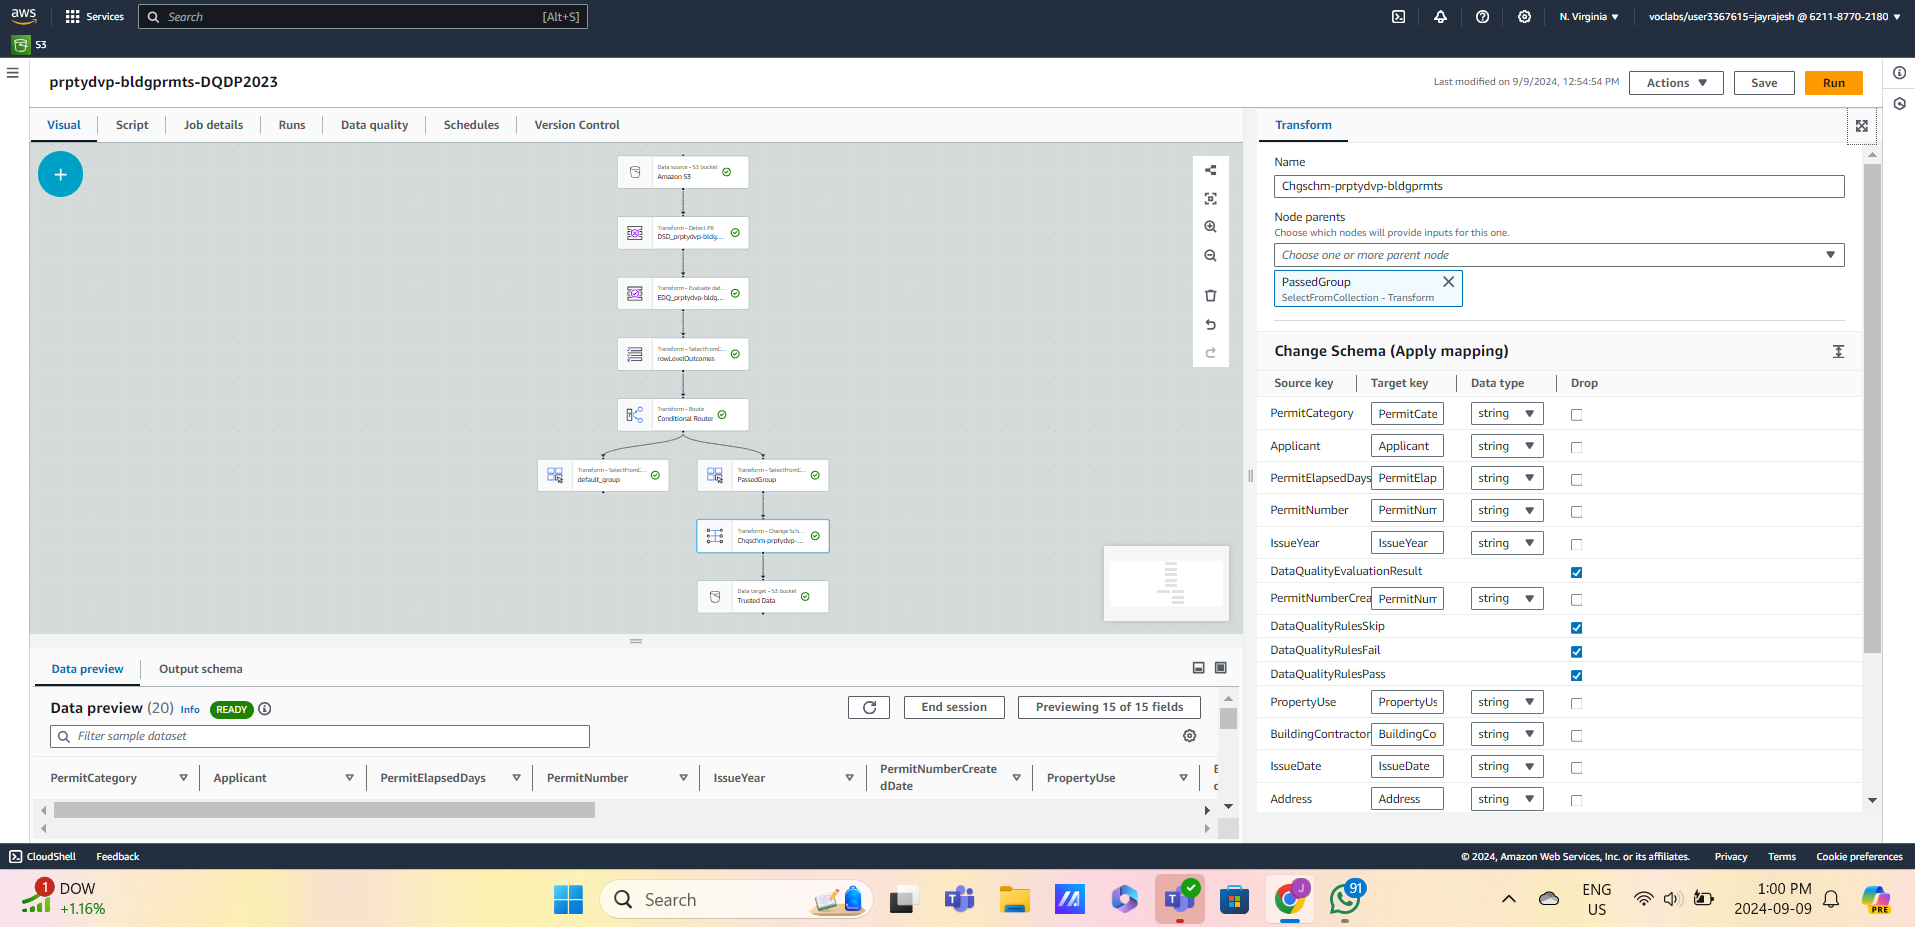 aws
Services
Search
[Alt+S]
N. Virginia
voclabs/user3367615=jayrajesh @ 6211-8770-2180
S3
prptydvp-bldgprmts-DQDP2023
Last modified on 9/9/2024, 12:54:54 PM
Actions
Save
Run
Visual
Script
Job details
Runs
Data quality
Schedules
Version Control
+
Data source - S3 bucket
Amazon S3
Transform - Detect PII
DSD_prptydvp-bldg...
Transform - Evaluate dat...
EDQ_prptydvp-bldg...
Transform - SelectFromC...
rowLevelOutcomes
Transform - Route
Conditional Router
Transform - SelectFromC...
default_group
Transform - SelectFromC...
PassedGroup
Transform - Change Sch...
Chgschm-prptydvp-...
Data target - S3 bucket
Trusted Data
Transform
Name
Chgschm-prptydvp-bldgprmts
Node parents
Choose which nodes will provide inputs for this one.
Choose one or more parent node
PassedGroup
SelectFromCollection - Transform
Change Schema (Apply mapping)
Source key Target key Data type Drop
PermitCategory PermitCate string
Applicant Applicant string
PermitElapsedDays PermitElap string
PermitNumber PermitNum string
IssueYear IssueYear string
DataQualityEvaluationResult
PermitNumberCrea PermitNum string
DataQualityRulesSkip
DataQualityRulesFail
DataQualityRulesPass
PropertyUse PropertyUs string
BuildingContractor BuildingCo string
IssueDate IssueDate string
Address Address string
Data preview
Output schema
Data preview (20) Info READY
End session
Previewing 15 of 15 fields
Filter sample dataset
PermitCategory
Applicant
PermitElapsedDays
PermitNumber
IssueYear
PermitNumberCreate
dDate
PropertyUse
CloudShell
Feedback
© 2024, Amazon Web Services, Inc. or its affiliates.
Privacy
Terms
Cookie preferences
1
DOW
+1.16%
Search
J
91
ENG
US
1:00 PM
2024-09-09
PRE